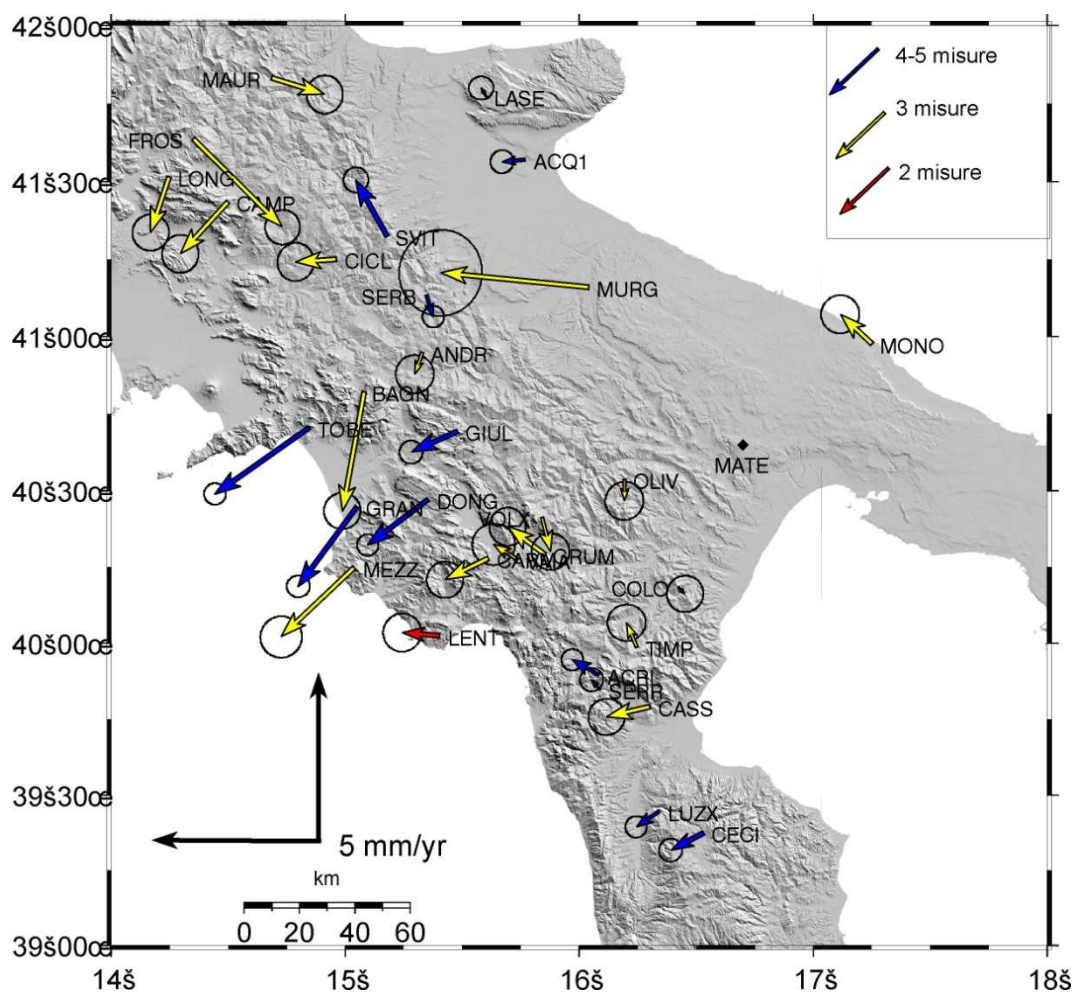 42š00œ
4-5 misure
MAUR
LASE
3 misure
FROS
ACQ1
41š30œ
LONG
2 misure
CAMP
SVIT
CICL
MURG
SERB
41š00œ
MONO
ANDR
BAGN
TOBE
GIUL
MATE
40š30œ
OLIV
GRAN
DONG
VOLX
GRUM
MEZZ
COLO
40š00œ
LENT
TIMP
ACRI
SERR
CASS
39š30œ
LUZX
CECI
5 mm/yr
km
0 20 40 60
39š00œ
14š 15š 16š 17š 18š